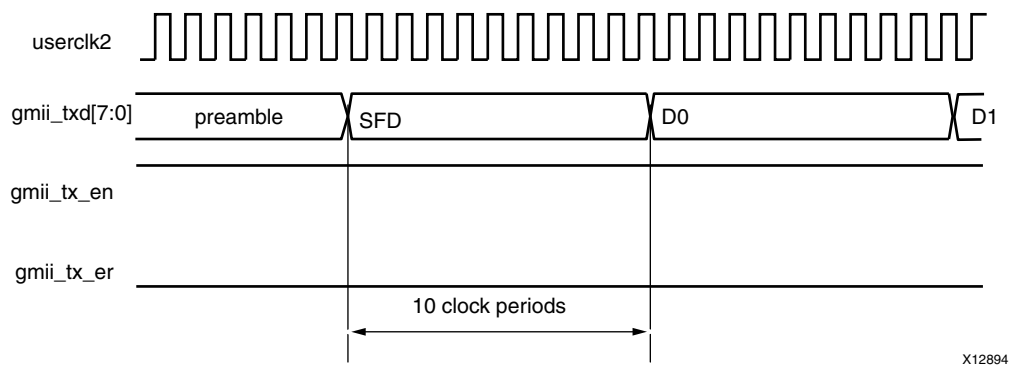 userclk2
gmii_txd[7:0] preamble SFD D0 D1
gmii_tx_en
gmii_tx_er
10 clock periods
X12894